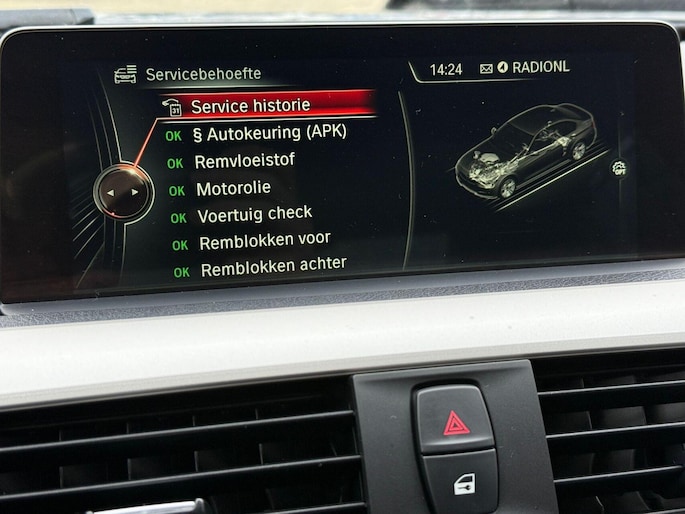 Servicebehoefte
14:24 RADIONL
31 Service historie
OK § Autokeuring (APK)
OK Remvloeistof
OK Motorolie
OK Voertuig check
OK Remblokken voor
OK Remblokken achter
OFF